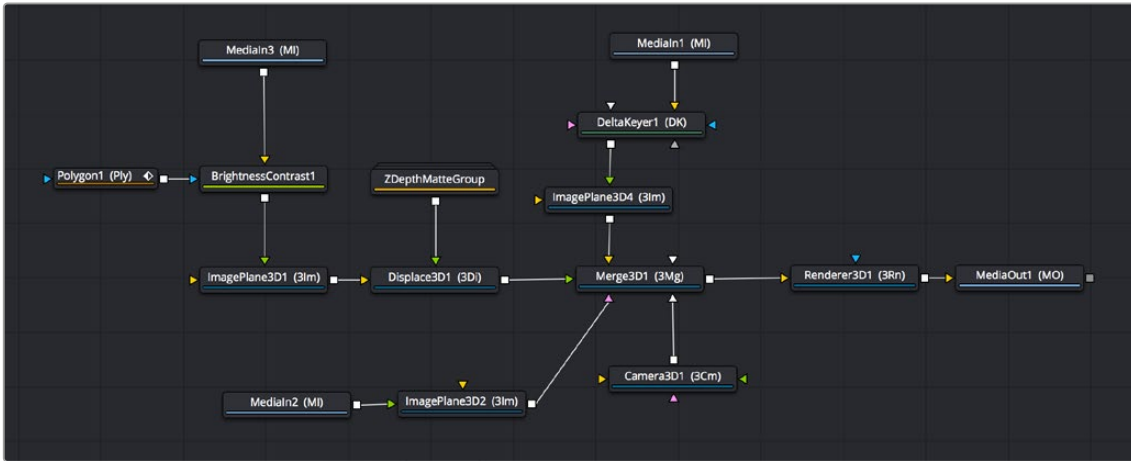 MediaIn3 (MI)
MediaIn1 (MI)
DeltaKeyer1 (DK)
Polygon1 (Ply)
BrightnessContrast1
ZDepthMatteGroup
ImagePlane3D4 (3Im)
ImagePlane3D1 (3Im)
Displace3D1 (3Di)
Merge3D1 (3Mg)
Renderer3D1 (3Rn)
MediaOut1 (MO)
Camera3D1 (3Cm)
MediaIn2 (MI)
ImagePlane3D2 (3Im)